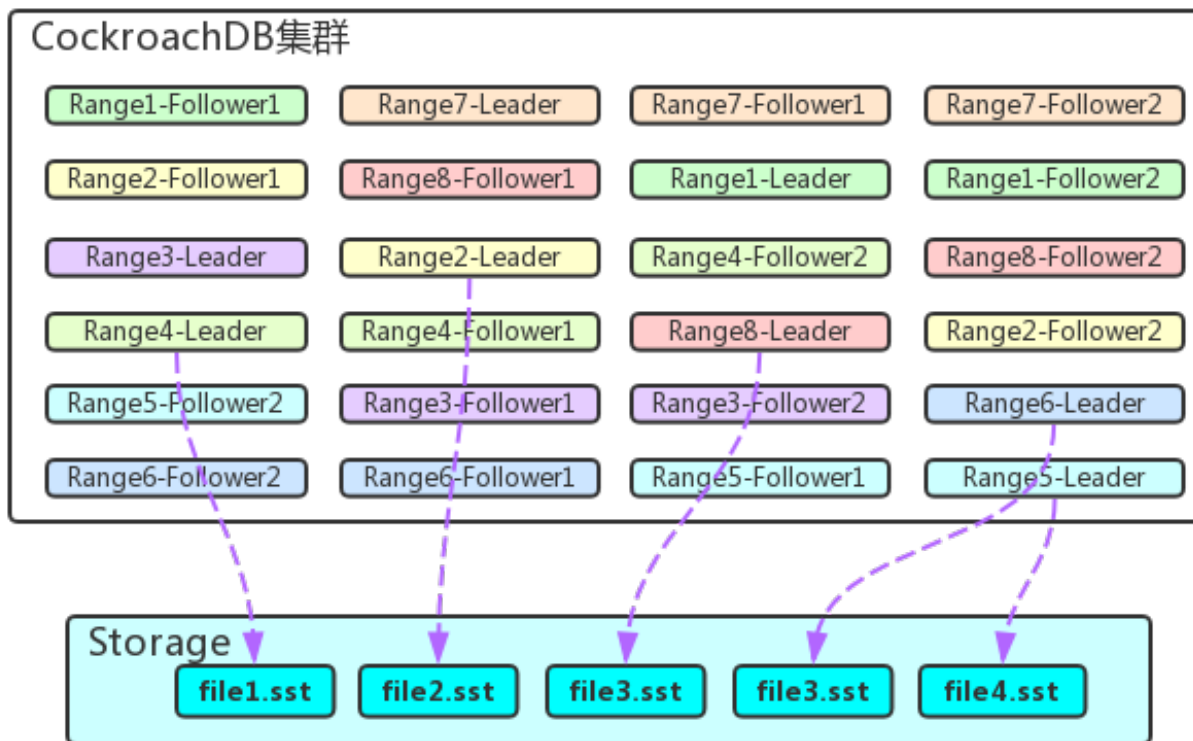 CockroachDB集群
Range1-Follower1 Range7-Leader Range7-Follower1 Range7-Follower2
Range2-Follower1 Range8-Follower1 Range1-Leader Range1-Follower2
Range3-Leader Range2-Leader Range4-Follower2 Range8-Follower2
Range4-Leader Range4-Follower1 Range8-Leader Range2-Follower2
Range5-Follower2 Range3-Follower1 Range3-Follower2 Range6-Leader
Range6-Follower2 Range6-Follower1 Range5-Follower1 Range5-Leader
Storage
file1.sst file2.sst file3.sst file3.sst file4.sst